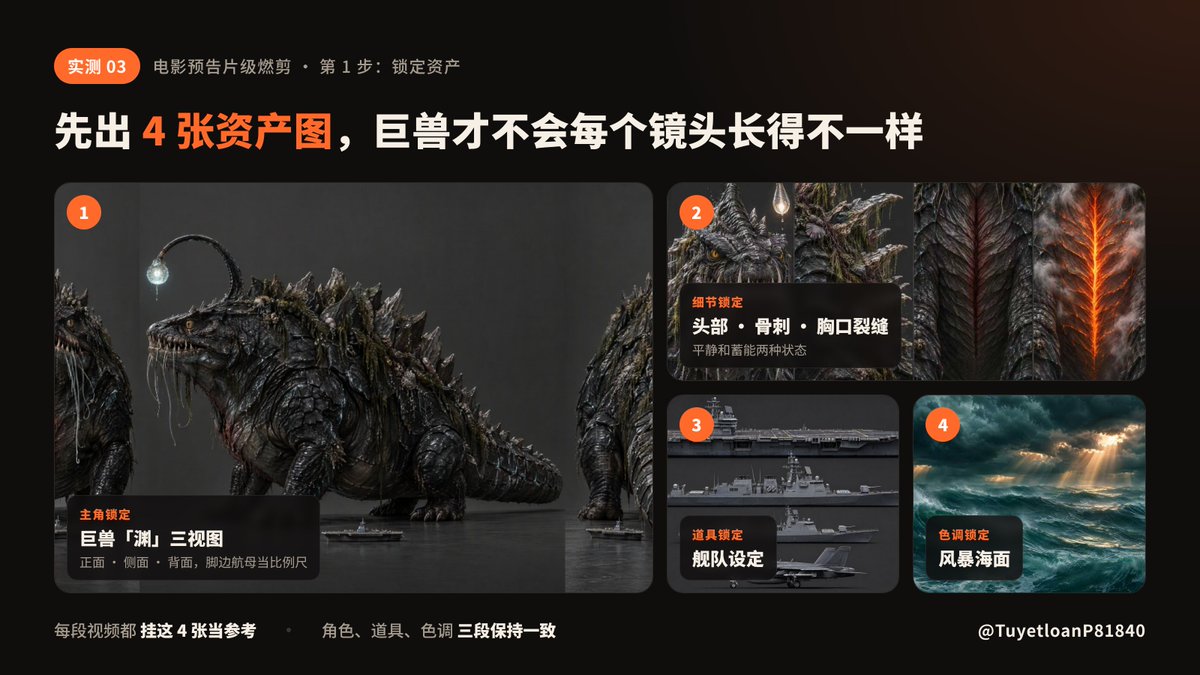 实测 03
电影预告片级燃剪 · 第 1 步：锁定资产
先出 4 张资产图，巨兽才不会每个镜头长得不一样
1
主角锁定
巨兽「渊」三视图
正面 · 侧面 · 背面，脚边航母当比例尺
2
细节锁定
头部 · 骨刺 · 胸口裂缝
平静和蓄能两种状态
3
道具锁定
舰队设定
4
色调锁定
风暴海面
每段视频都 挂这 4 张当参考 · 角色、道具、色调 三段保持一致
@TuyetloanP81840